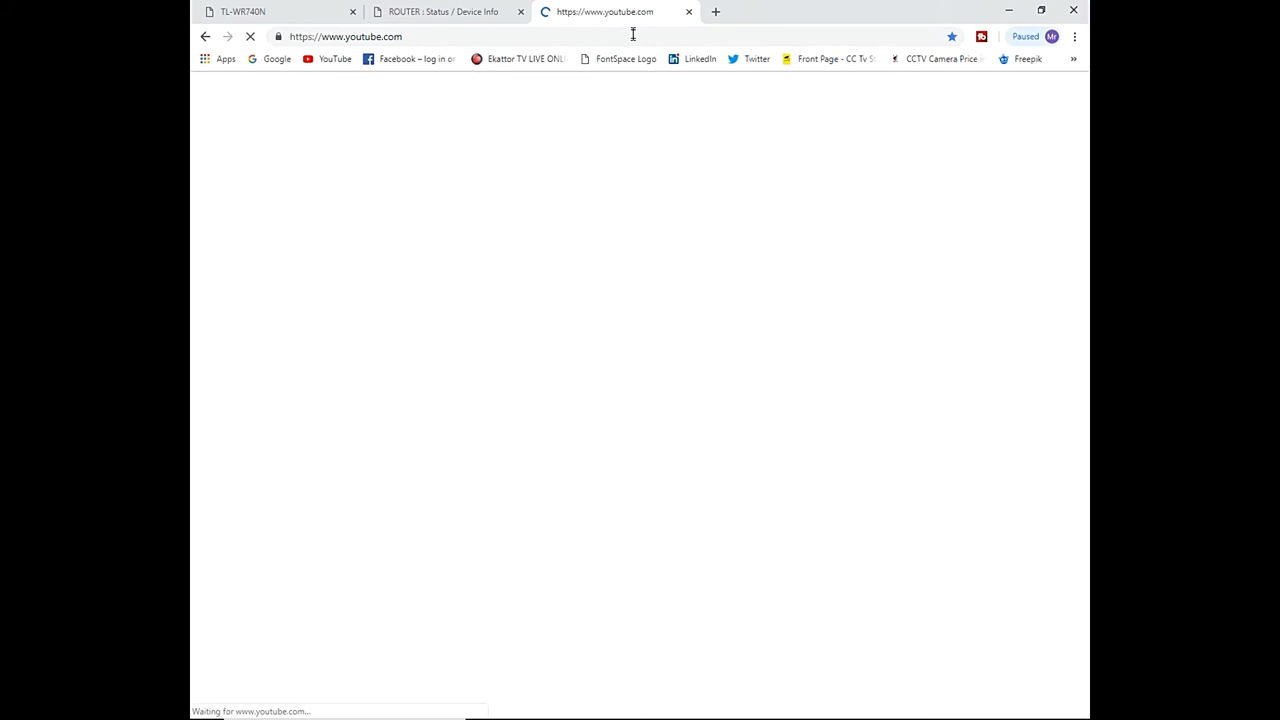 TL-WR740N
ROUTER : Status / Device Info
https://www.youtube.com
https://www.youtube.com
Paused
Mr
Apps
Google
YouTube
Facebook – log in or
Ekattor TV LIVE ONL
FontSpace Logo
LinkedIn
Twitter
Front Page - CC Tv S
CCTV Camera Price i
Freepik
»
Waiting for www.youtube.com...